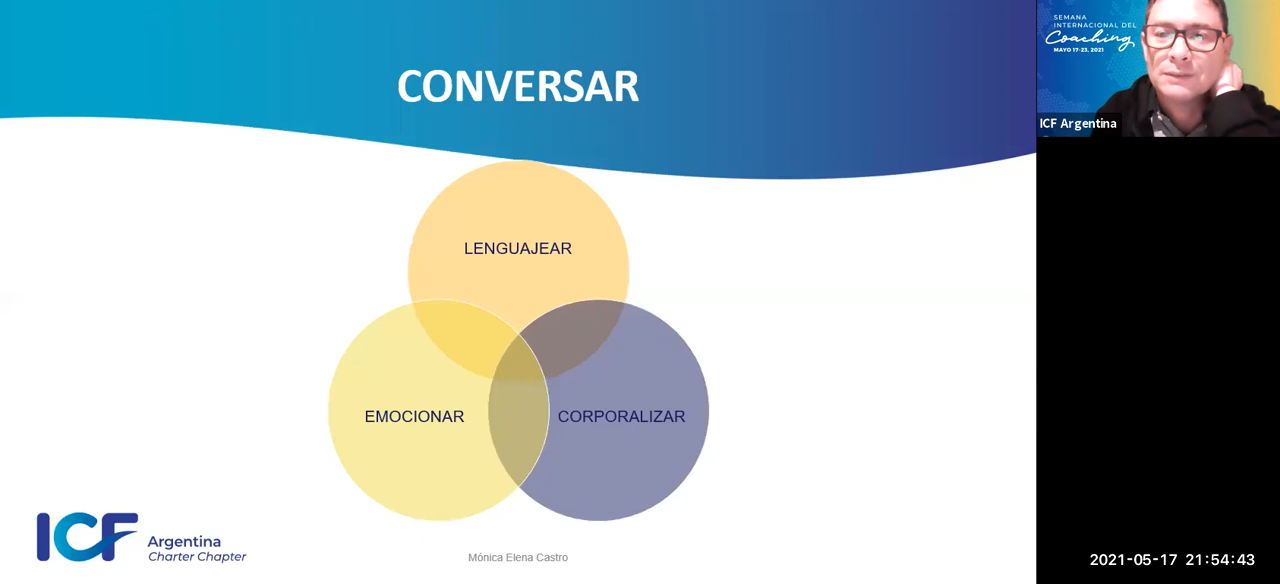 CONVERSAR
LENGUAJEAR
EMOCIONAR
CORPORALIZAR
ICF
Argentina
Charter Chapter
Mónica Elena Castro
SEMANA
INTERNACIONAL DEL
Coaching
MAYO 17-23, 2021
ICF Argentina
2021-05-17 21:54:43